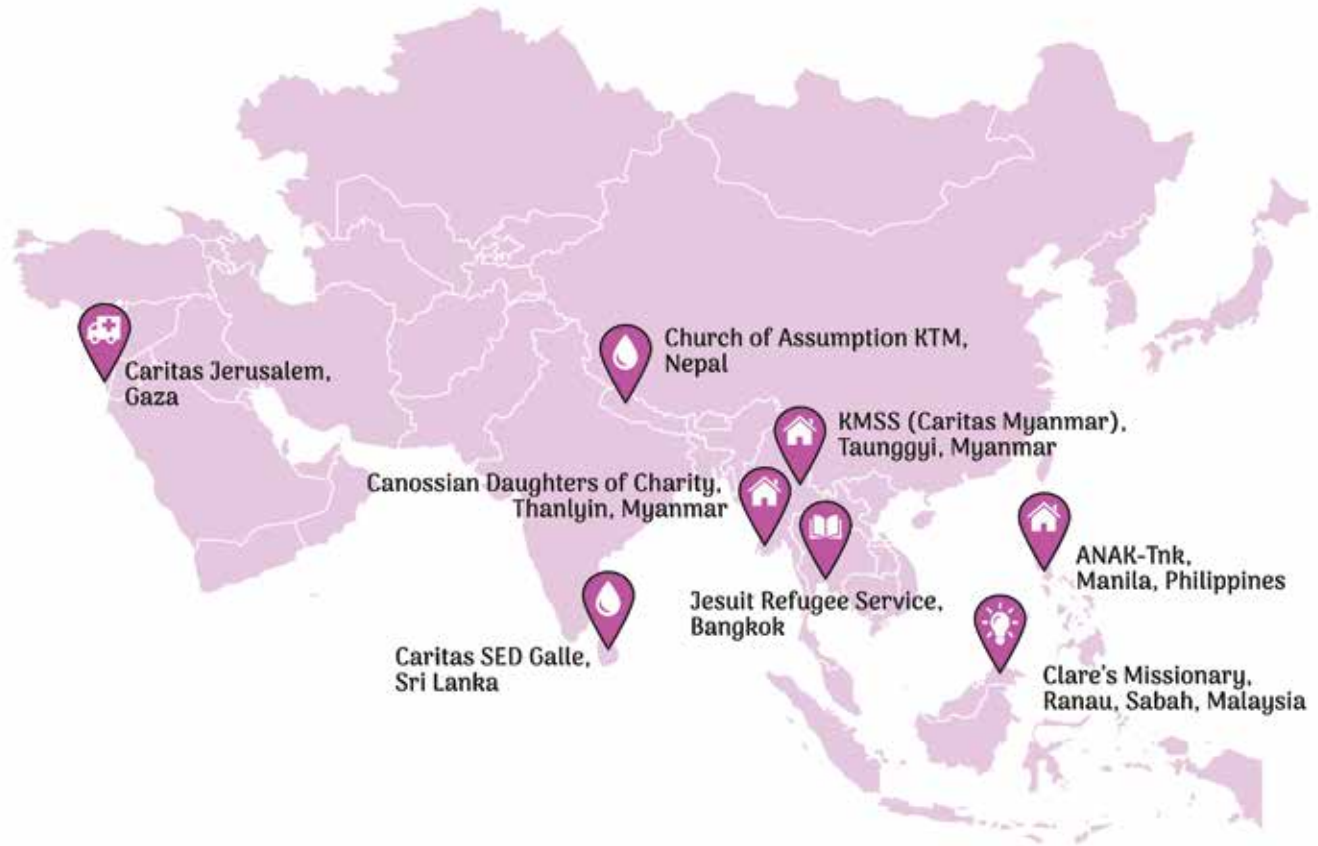 Church of Assumption KTM,
Nepal
Caritas Jerusalem,
Gaza
KMSS (Caritas Myanmar),
Taunggyi, Myanmar
Canossian Daughters of Charity,
Thanlyin, Myanmar
ANAK-Tnk,
Manila, Philippines
Jesuit Refugee Service,
Bangkok
Caritas SED Galle,
Sri Lanka
Clare's Missionary,
Ranau, Sabah, Malaysia